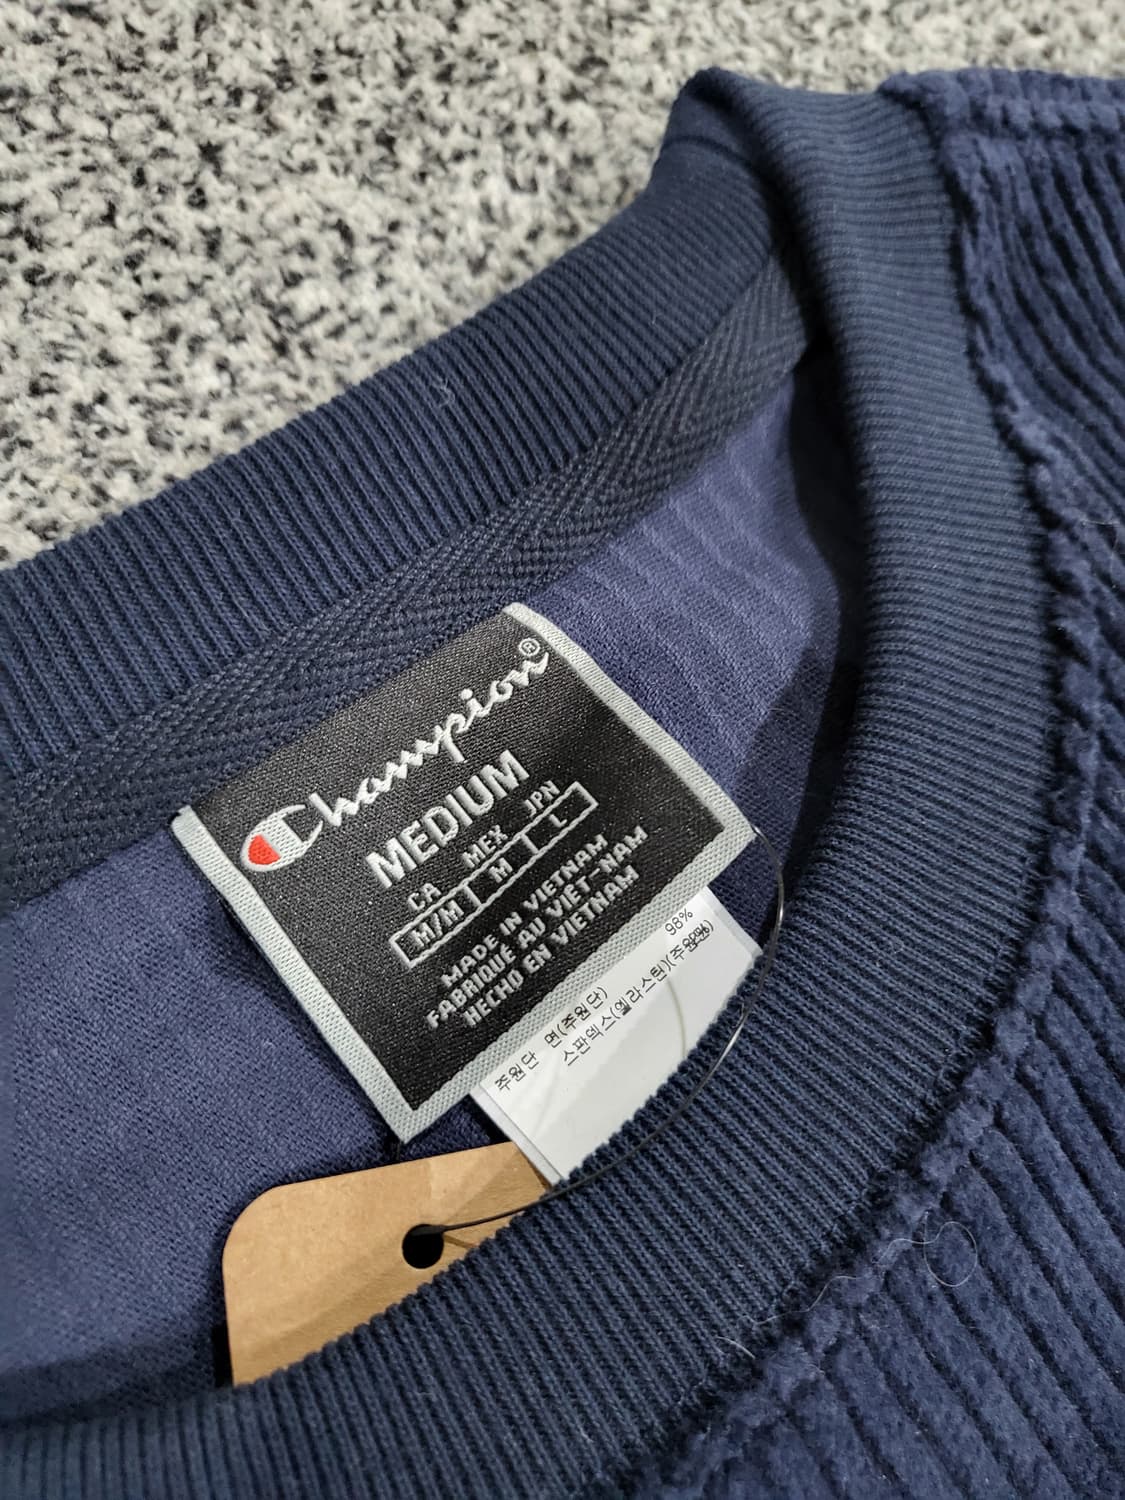 Champion®
MEDIUM
CA MEX JPN
M/M M L
MADE IN VIETNAM
FABRIQUÉ AU VIÊT-NAM
HECHO EN VIETNAM
98%
주원단 면(주원단)
스판덱스(엘라스틴)(주원단)